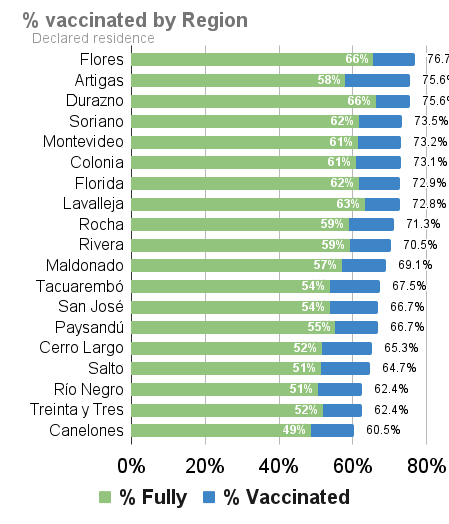 % vaccinated by Region
Declared residence
Flores 66% 76.7
Artigas 58% 75.6%
Durazno 66% 75.6%
Soriano 62% 73.5%
Montevideo 61% 73.2%
Colonia 61% 73.1%
Florida 62% 72.9%
Lavalleja 63% 72.8%
Rocha 59% 71.3%
Rivera 59% 70.5%
Maldonado 57% 69.1%
Tacuarembó 54% 67.5%
San José 54% 66.7%
Paysandú 55% 66.7%
Cerro Largo 52% 65.3%
Salto 51% 64.7%
Río Negro 51% 62.4%
Treinta y Tres 52% 62.4%
Canelones 49% 60.5%
0% 20% 40% 60% 80%
% Fully % Vaccinated